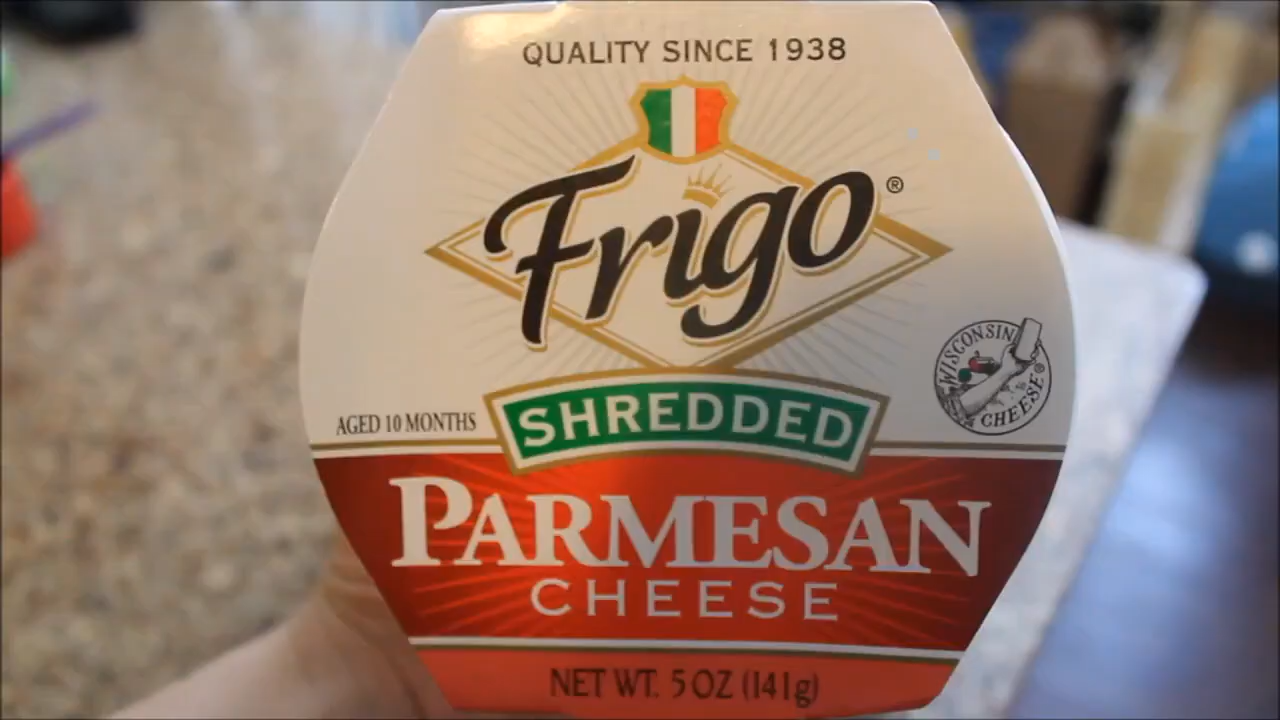 QUALITY SINCE 1938
Frigo®
WISCONSIN
CHEESE®
AGED 10 MONTHS
SHREDDED
PARMESAN
CHEESE
NET WT. 5 OZ (141g)